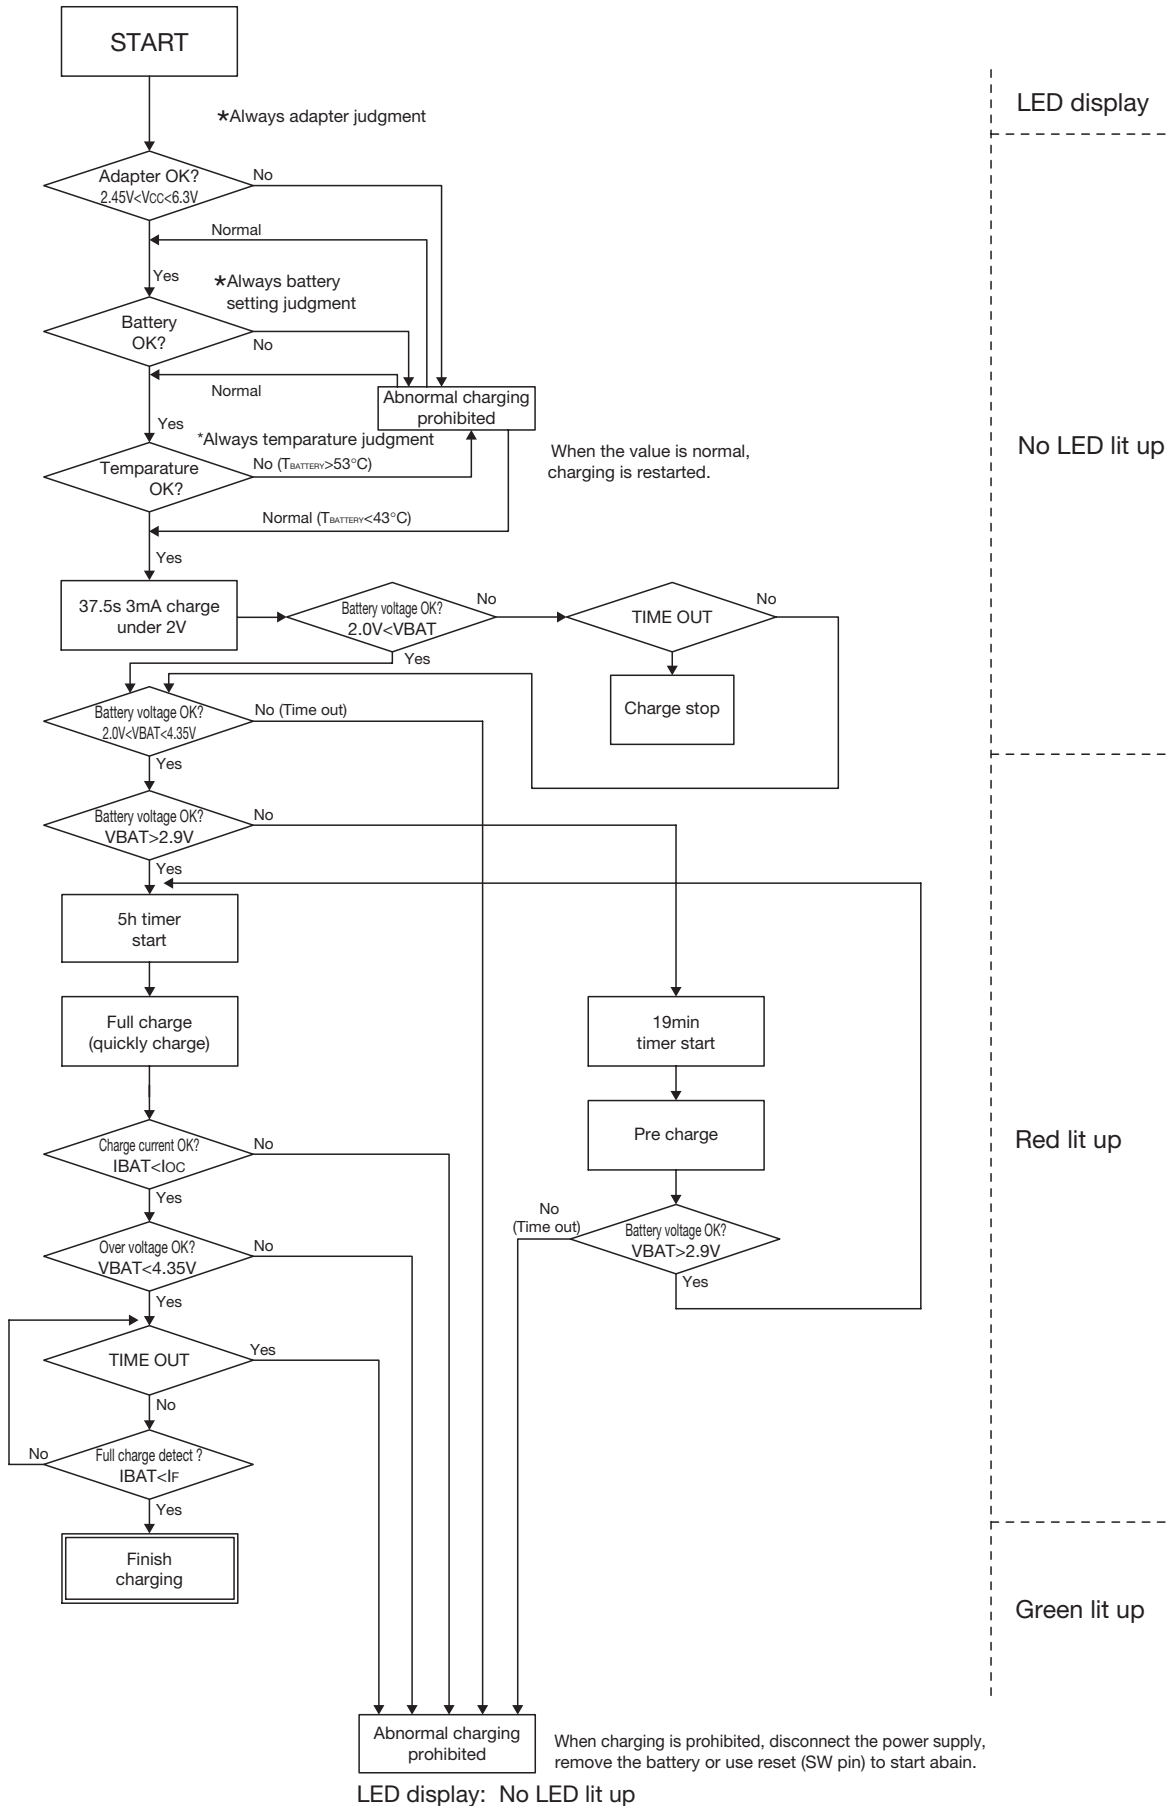 START
LED display
*Always adapter judgment
Adapter OK?
2.45V<VCC<6.3V
No
Normal
Yes
*Always battery
setting judgment
Battery
OK?
No
Normal
Abnormal charging
prohibited
Yes
*Always temparature judgment
When the value is normal,
charging is restarted.
No LED lit up
Temparature
OK?
No (TBATTERY>53°C)
Normal (TBATTERY<43°C)
Yes
37.5s 3mA charge
under 2V
Battery voltage OK?
2.0V<VBAT
No
TIME OUT
No
Yes
Charge stop
Battery voltage OK?
2.0V<VBAT<4.35V
No (Time out)
Yes
Battery voltage OK?
VBAT>2.9V
No
Yes
5h timer
start
Full charge
(quickly charge)
19min
timer start
Pre charge
Red lit up
Charge current OK?
IBAT<IOC
No
Yes
No
(Time out)
Battery voltage OK?
VBAT>2.9V
Yes
Over voltage OK?
VBAT<4.35V
No
Yes
TIME OUT
Yes
No
Full charge detect ?
IBAT<IF
No
Yes
Finish
charging
Green lit up
Abnormal charging
prohibited
When charging is prohibited, disconnect the power supply,
remove the battery or use reset (SW pin) to start abain.
LED display: No LED lit up